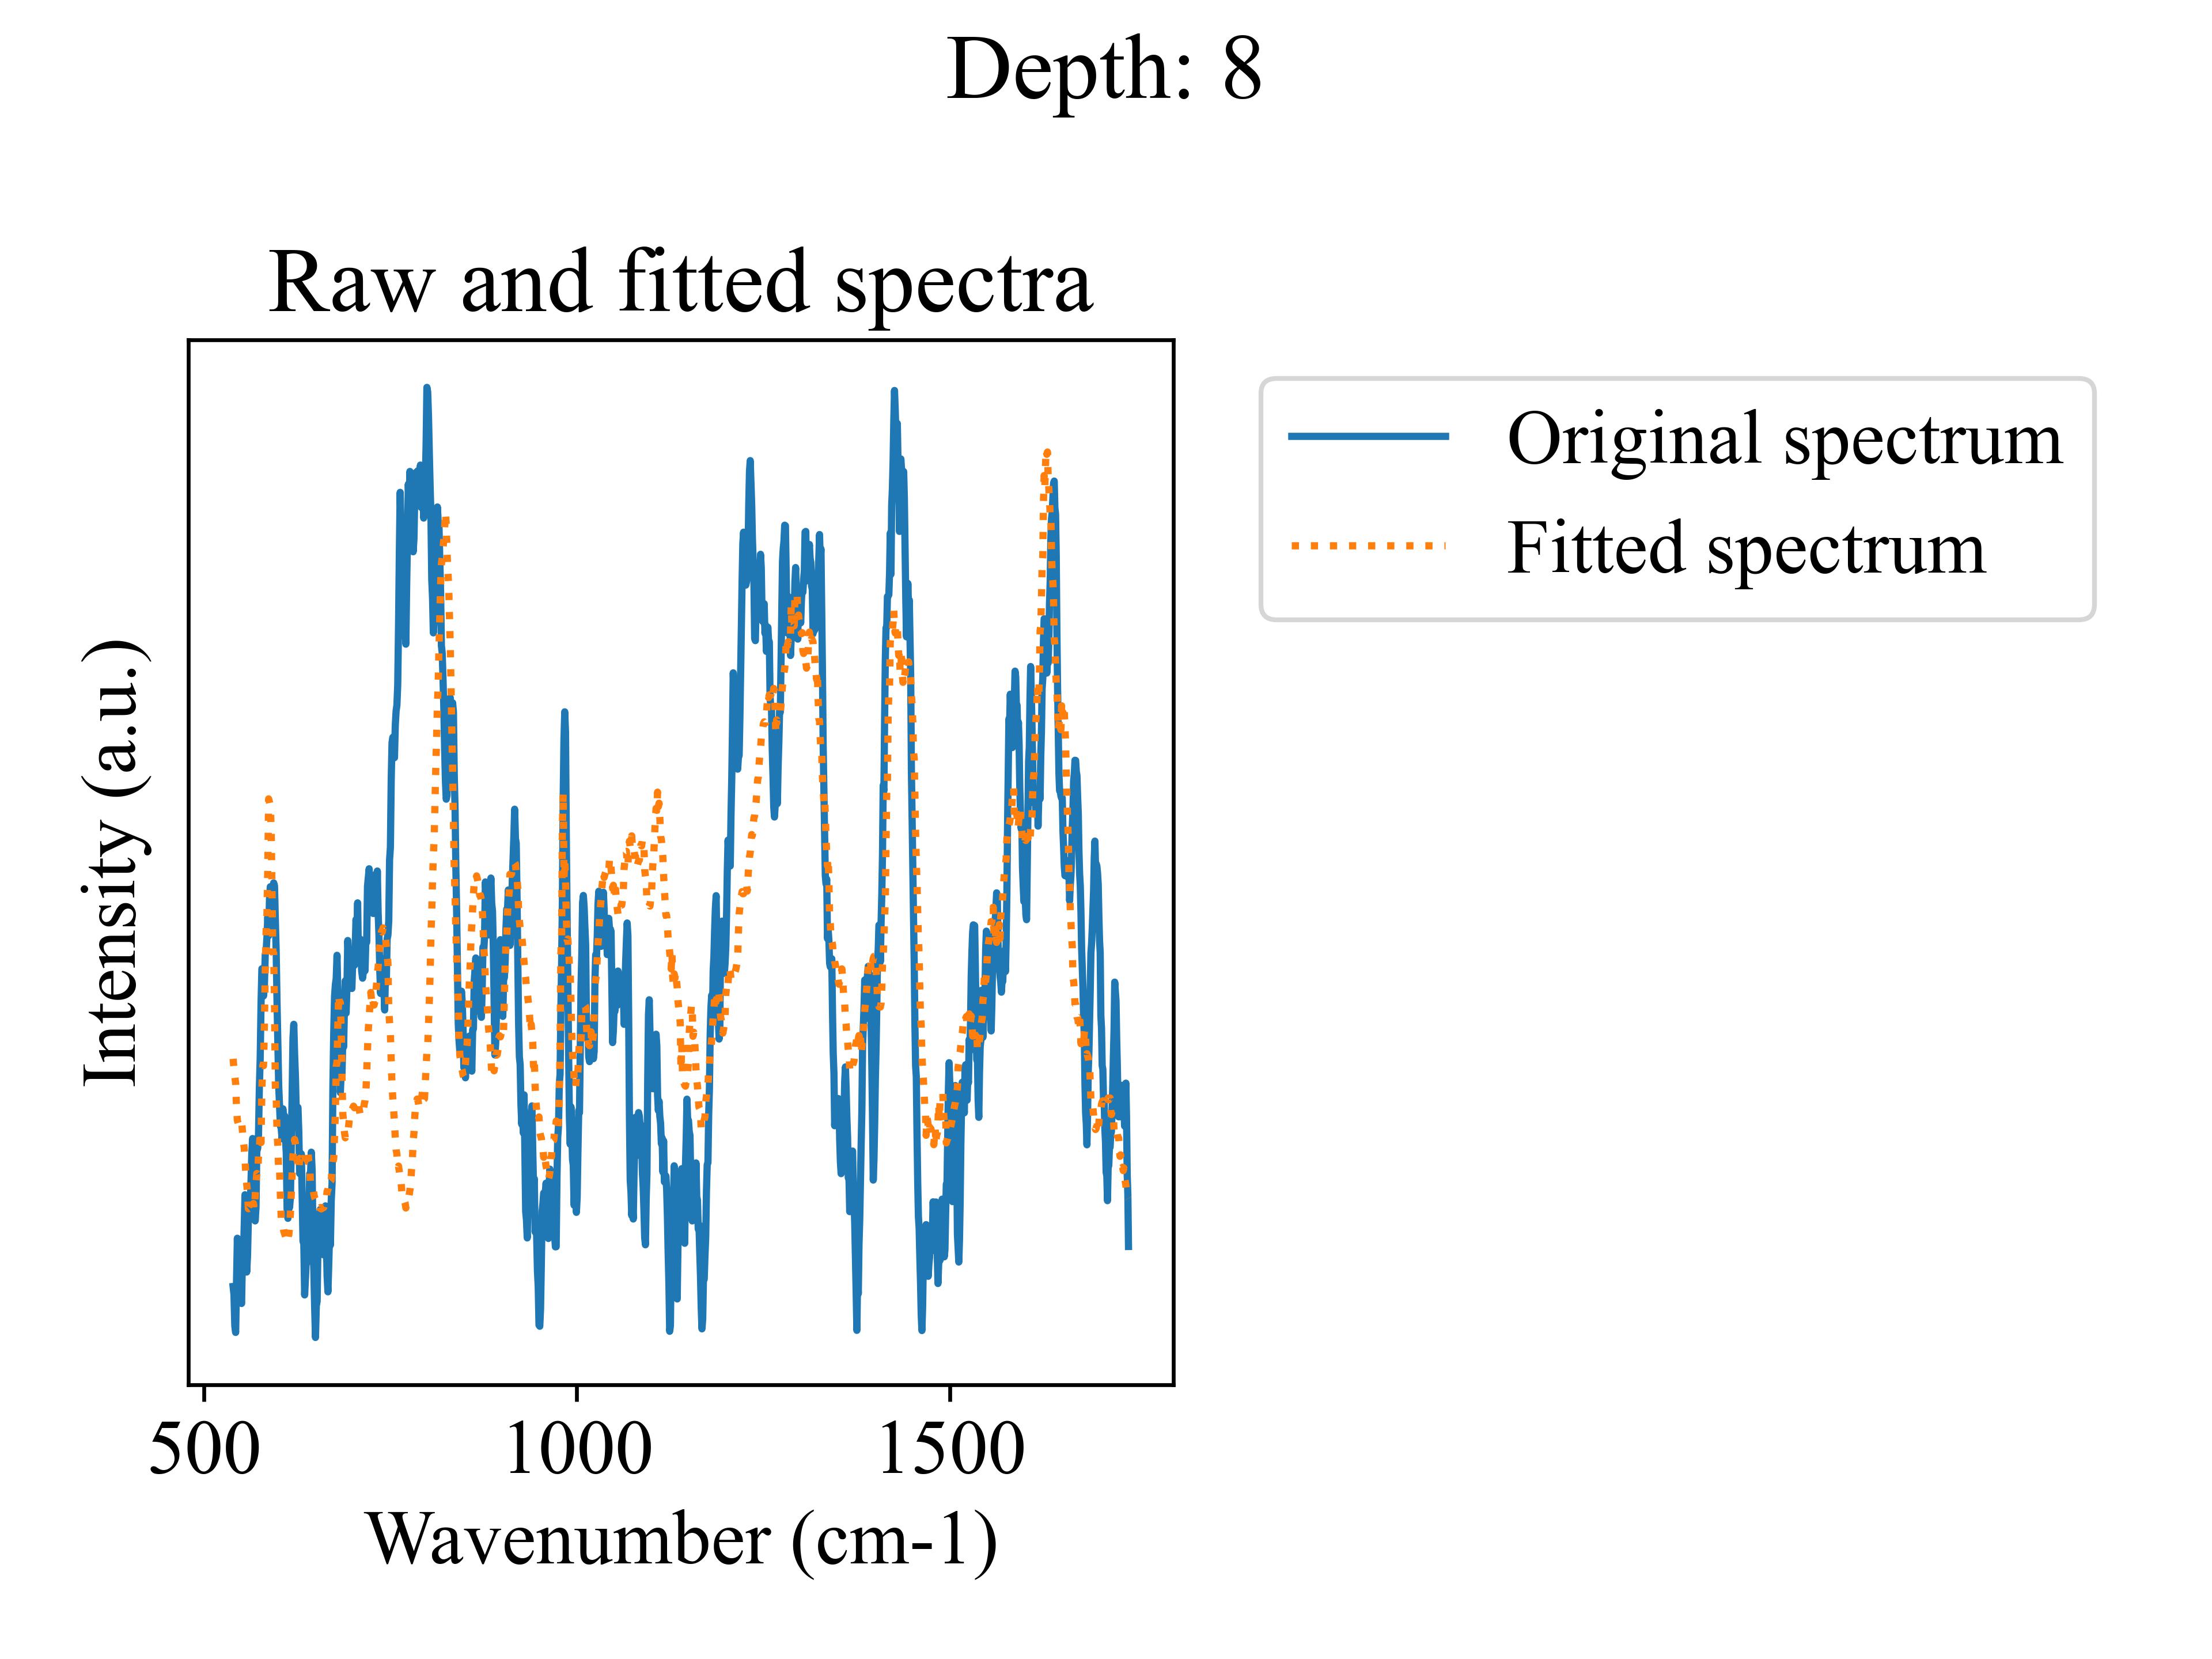 Depth: 8
Raw and fitted spectra
Original spectrum
Fitted spectrum
Intensity (a.u.)
500 1000 1500
Wavenumber (cm-1)